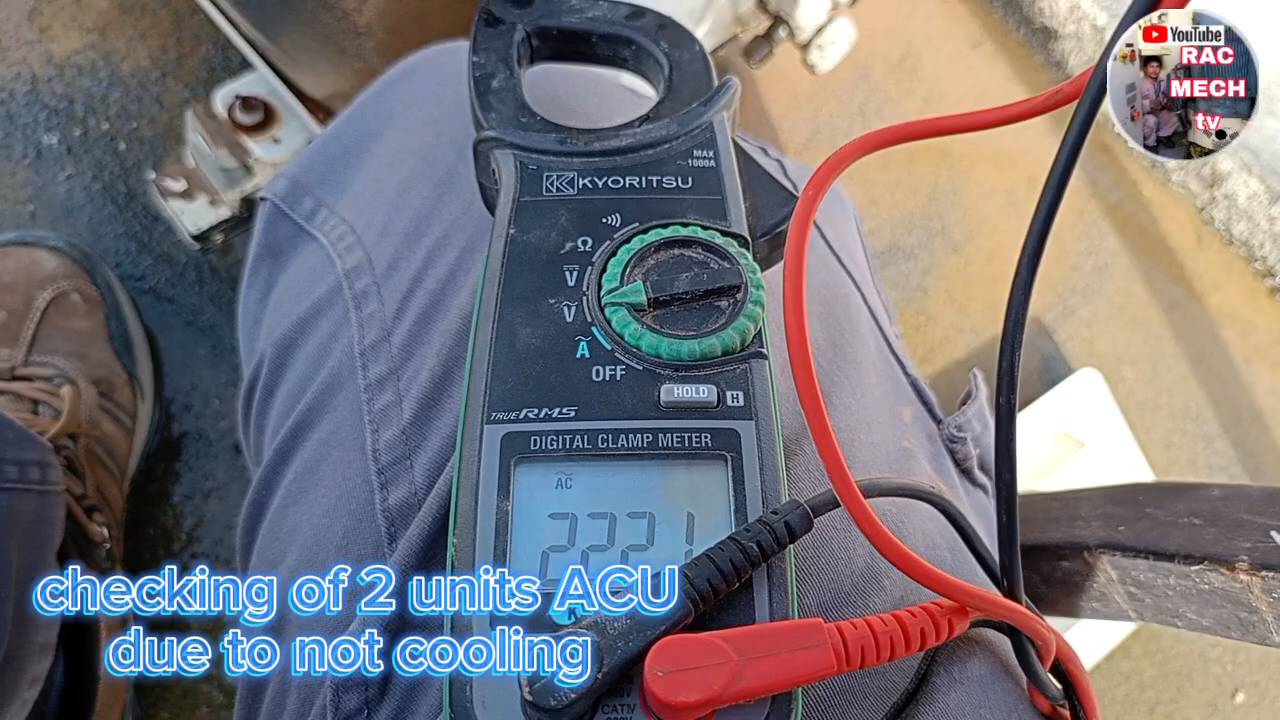 YouTube
RAC
MECH
tv
MAX
~1000A
KYORITSU
Ω
V
V
A
OFF
HOLD H
TRUE RMS
DIGITAL CLAMP METER
AC
222.1
checking of 2 units ACU
due to not cooling
CATIV